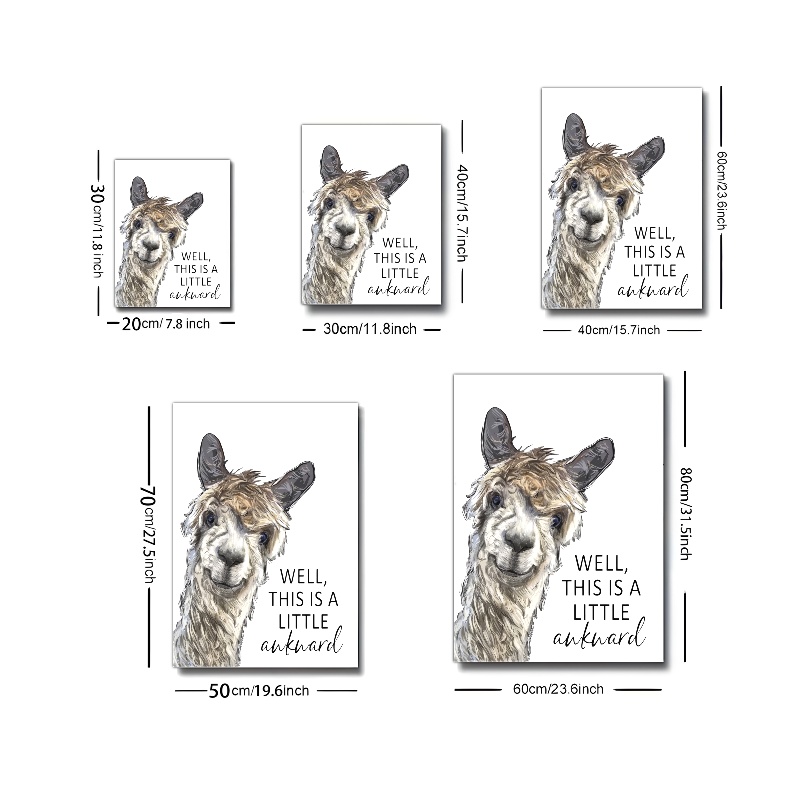 30cm/11.8 inch
WELL,
THIS IS A
LITTLE
awkward
20cm/7.8 inch
40cm/15.7inch
WELL,
THIS IS A
LITTLE
awkward
30cm/11.8inch
60cm/23.6inch
WELL,
THIS IS A
LITTLE
awkward
40cm/15.7inch
70cm/27.5inch
WELL,
THIS IS A
LITTLE
awkward
50cm/19.6inch
80cm/31.5inch
WELL,
THIS IS A
LITTLE
awkward
60cm/23.6inch